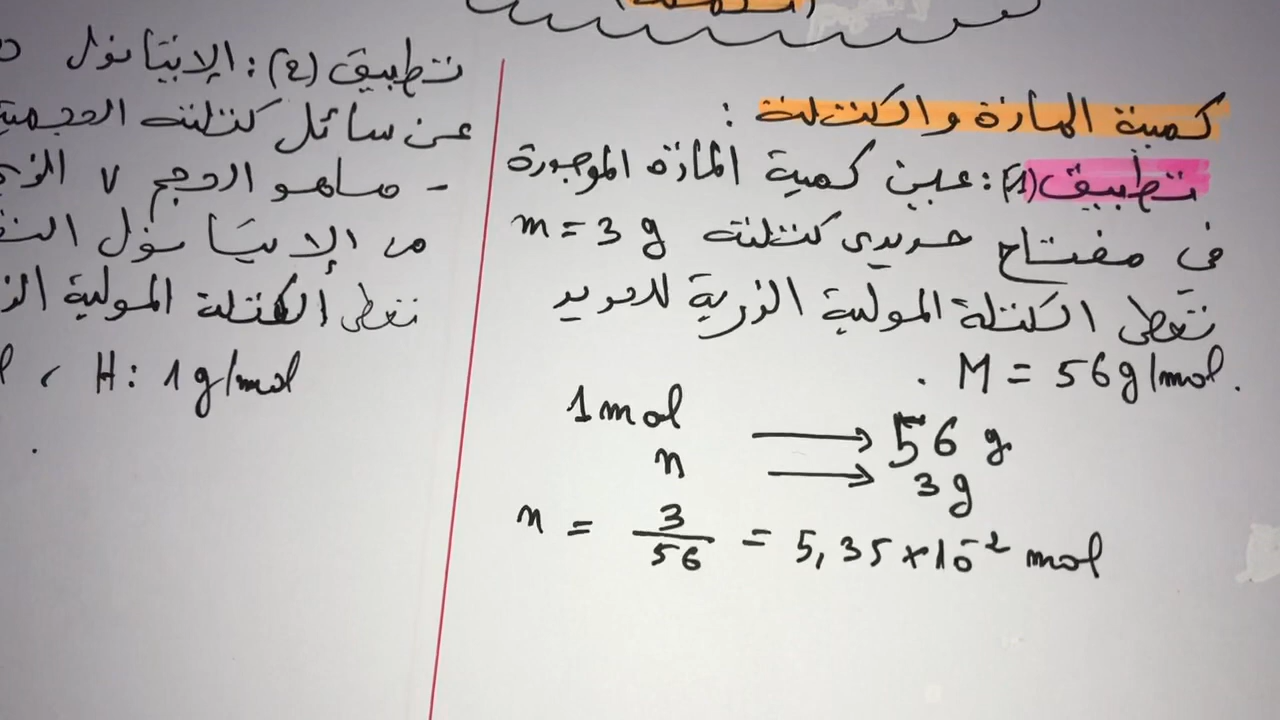 كمية المادة والكتلة :
تطبيق (1): عين كمية المادة الموجودة
في مفتاح حديدي كتلته m = 3 g
نعطي الكتلة المولية الذرية للحديد
. M = 56 g/mol.
1 mol → 56 g
n → 3 g
n = 3/56 = 5,35 × 10⁻² mol
تطبيق (2): الإيثانول
عن سائل كتلته الحجمية
- ماهو الحجم V
من الإيثانول
نعطي الكتلة المولية
، H: 1 g/mol
.